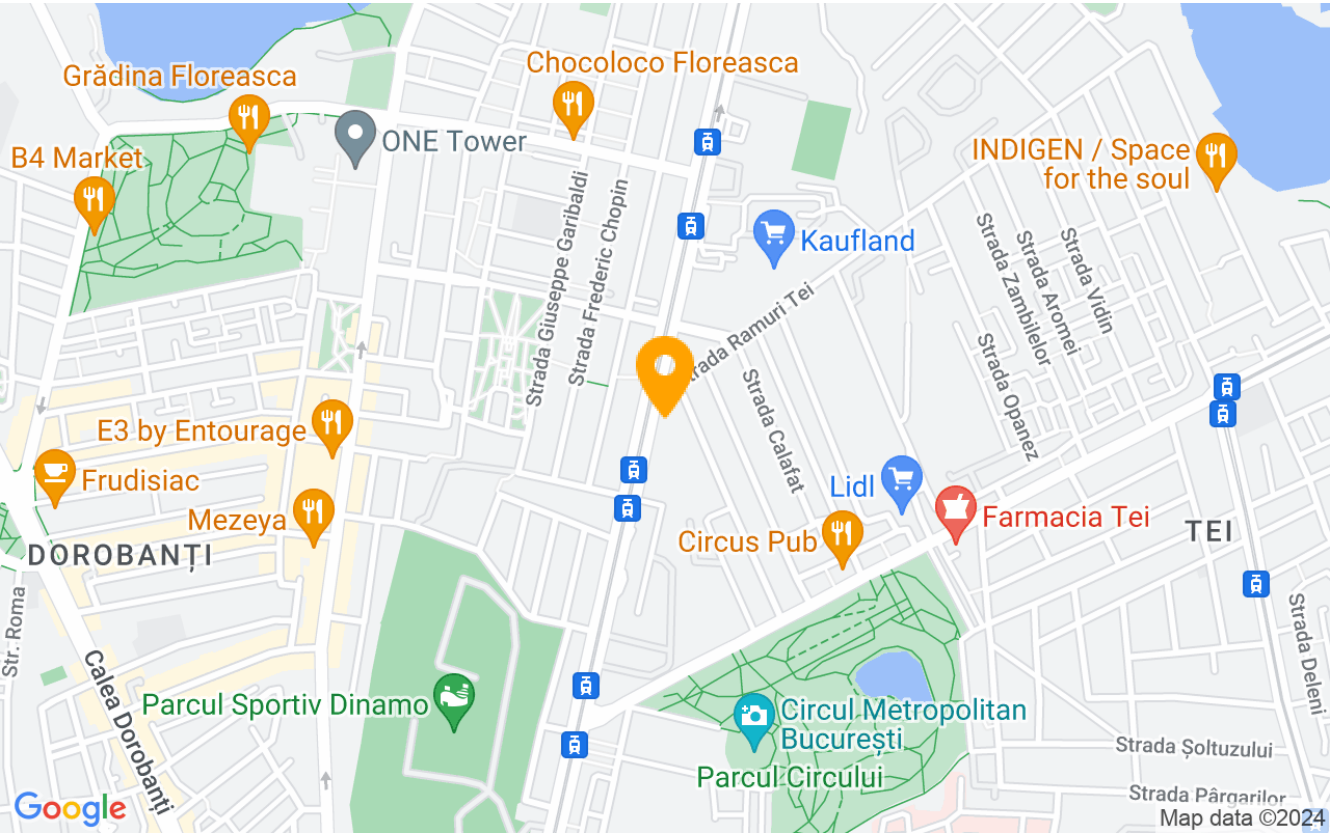 Chocoloco Floreasca
Grădina Floreasca
ONE Tower
B4 Market
INDIGEN / Space
for the soul
Strada Giuseppe Garibaldi
Strada Frederic Chopin
Kaufland
Strada Zambilelor
Strada Aromei
Strada Vidin
Strada Ramuri Tei
Strada Opanez
Strada Calafat
E3 by Entourage
Frudisiac
Mezeya
Lidl
Farmacia Tei
Circus Pub
TEI
DOROBANȚI
Str. Roma
Strada Deleni
Calea Dorobanți
Parcul Sportiv Dinamo
Circul Metropolitan
București
Strada Șoltuzului
Parcul Circului
Strada Pârgarilor
Google
Map data ©2024